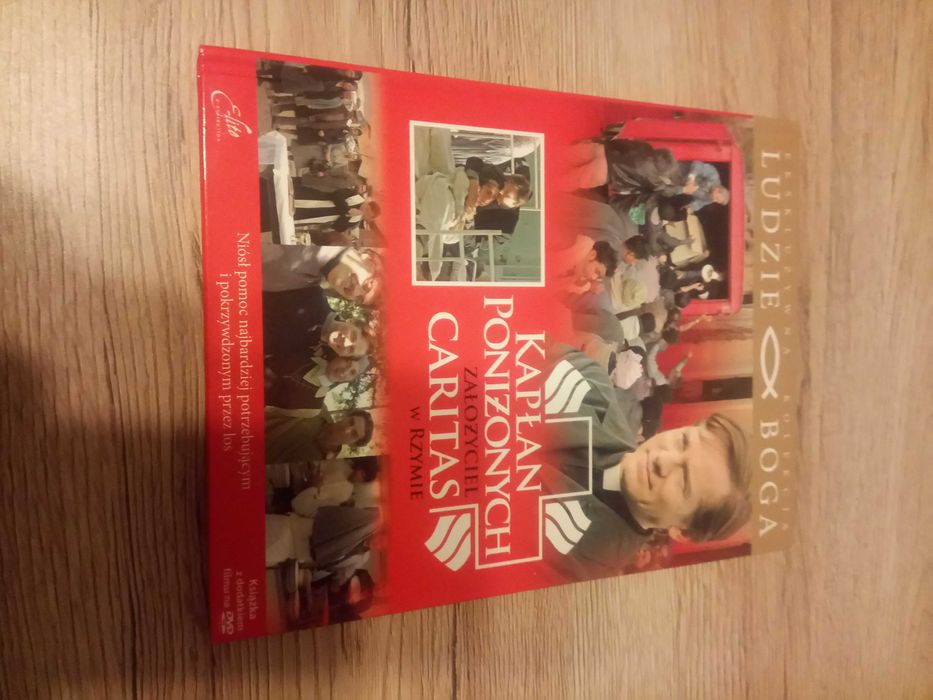 EKSKLUZYWNA KOLEKCJA
LUDZIE BOGA
KAPŁAN
PONIŻONYCH
ZAŁOŻYCIEL
CARITAS
W RZYMIE
Niósł pomoc najbardziej potrzebującym
i pokrzywdzonym przez los
Książka
z dodatkiem
filmu na DVD
Elito